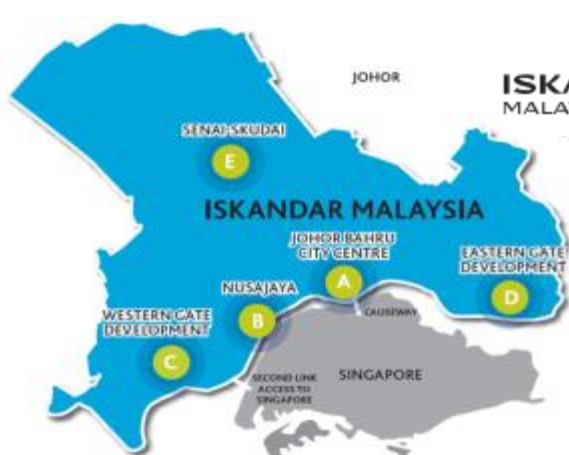 JOHOR
ISKA
MALAY
SENAI-SKUDAI
E
ISKANDAR MALAYSIA
JOHOR BAHRU
CITY CENTRE
A
EASTERN GATE
DEVELOPMENT
D
NUSAJAYA
B
CAUSEWAY
WESTERN GATE
DEVELOPMENT
C
SECOND LINK
ACCESS TO
SINGAPORE
SINGAPORE